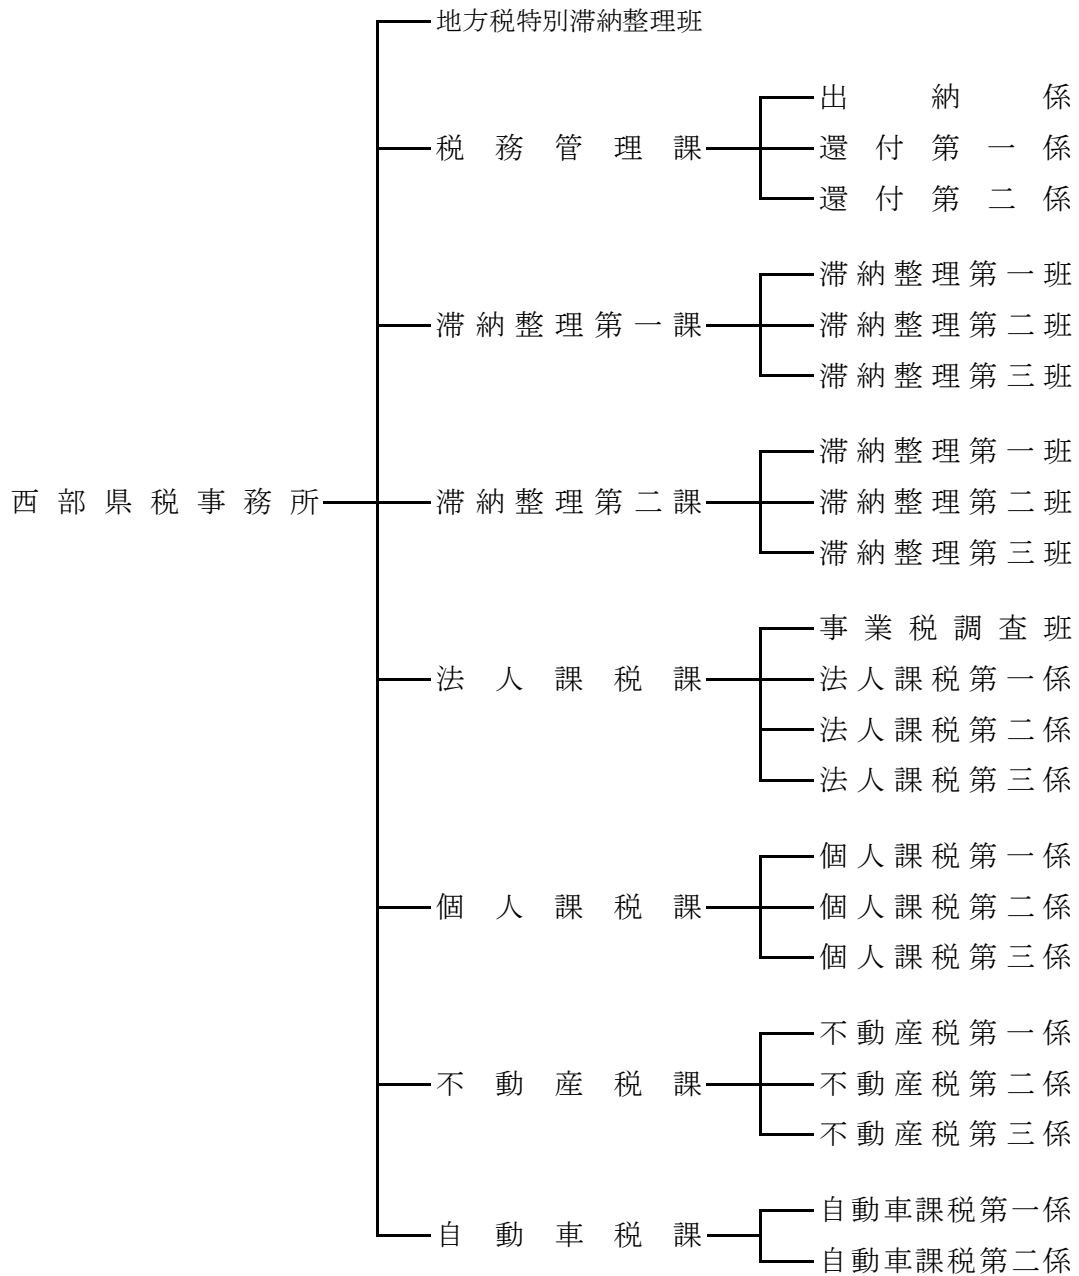 地方税特別滞納整理班
税務管理課
出納係
還付第一係
還付第二係
滞納整理第一課
滞納整理第一班
滞納整理第二班
滞納整理第三班
西部県税事務所
滞納整理第二課
滞納整理第一班
滞納整理第二班
滞納整理第三班
法人課税課
事業税調査班
法人課税第一係
法人課税第二係
法人課税第三係
個人課税課
個人課税第一係
個人課税第二係
個人課税第三係
不動産税課
不動産税第一係
不動産税第二係
不動産税第三係
自動車税課
自動車課税第一係
自動車課税第二係